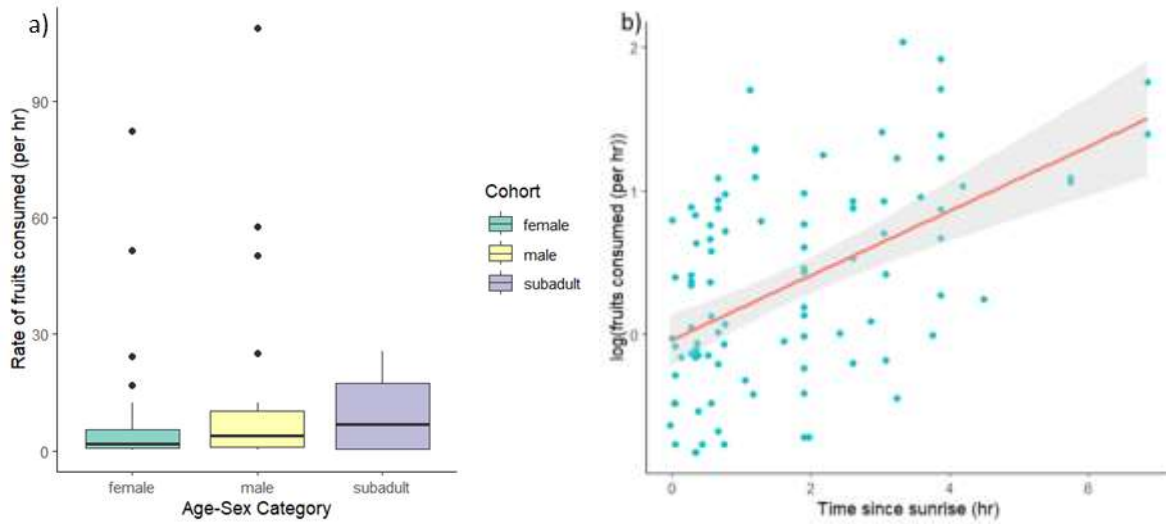 a)
Rate of fruits consumed (per hr)
90
60
30
0
female
male
subadult
Age-Sex Category
Cohort
female
male
subadult
b)
log(fruits consumed (per hr))
2
1
0
0
2
4
6
Time since sunrise (hr)